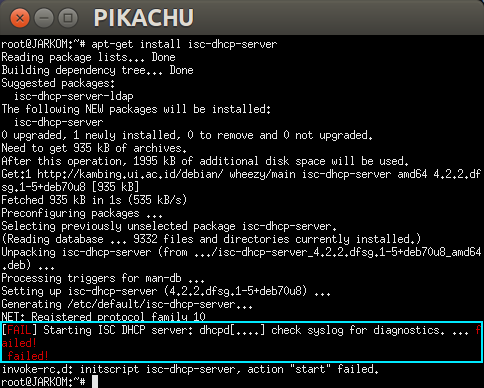 PIKACHU
root@JARKOM:~# apt-get install isc-dhcp-server
Reading package lists... Done
Building dependency tree... Done
Suggested packages:
  isc-dhcp-server-ldap
The following NEW packages will be installed:
  isc-dhcp-server
0 upgraded, 1 newly installed, 0 to remove and 0 not upgraded.
Need to get 935 kB of archives.
After this operation, 1995 kB of additional disk space will be used.
Get:1 http://kambing.ui.ac.id/debian/ wheezy/main isc-dhcp-server amd64 4.2.2.df
sg.1-5+deb70u8 [935 kB]
Fetched 935 kB in 1s (535 kB/s)
Preconfiguring packages ...
Selecting previously unselected package isc-dhcp-server.
(Reading database ... 9332 files and directories currently installed.)
Unpacking isc-dhcp-server (from .../isc-dhcp-server_4.2.2.dfsg.1-5+deb70u8_amd64
.deb) ...
Processing triggers for man-db ...
Setting up isc-dhcp-server (4.2.2.dfsg.1-5+deb70u8) ...
Generating /etc/default/isc-dhcp-server...
NET: Registered protocol family 10
[FAIL] Starting ISC DHCP server: dhcpd[....] check syslog for diagnostics. ... f
ailed!
 failed!
invoke-rc.d: initscript isc-dhcp-server, action "start" failed.
root@JARKOM:~#